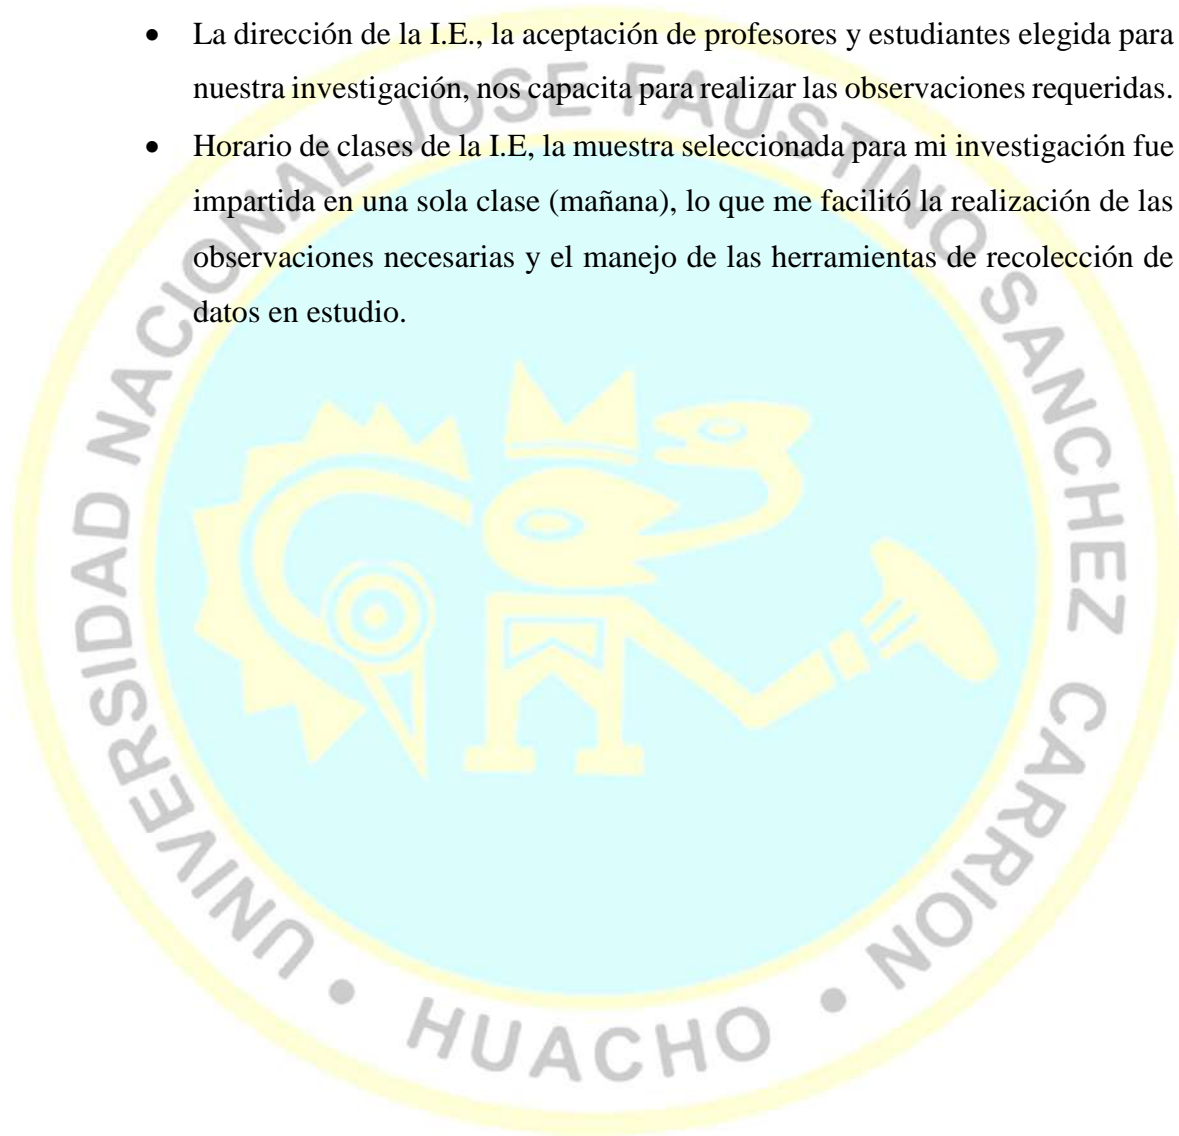 • La dirección de la I.E., la aceptación de profesores y estudiantes elegida para
nuestra investigación, nos capacita para realizar las observaciones requeridas.
• Horario de clases de la I.E, la muestra seleccionada para mi investigación fue
impartida en una sola clase (mañana), lo que me facilitó la realización de las
observaciones necesarias y el manejo de las herramientas de recolección de
datos en estudio.
UNIVERSIDAD NACIONAL JOSE FAUSTINO SANCHEZ CARRION
• HUACHO •